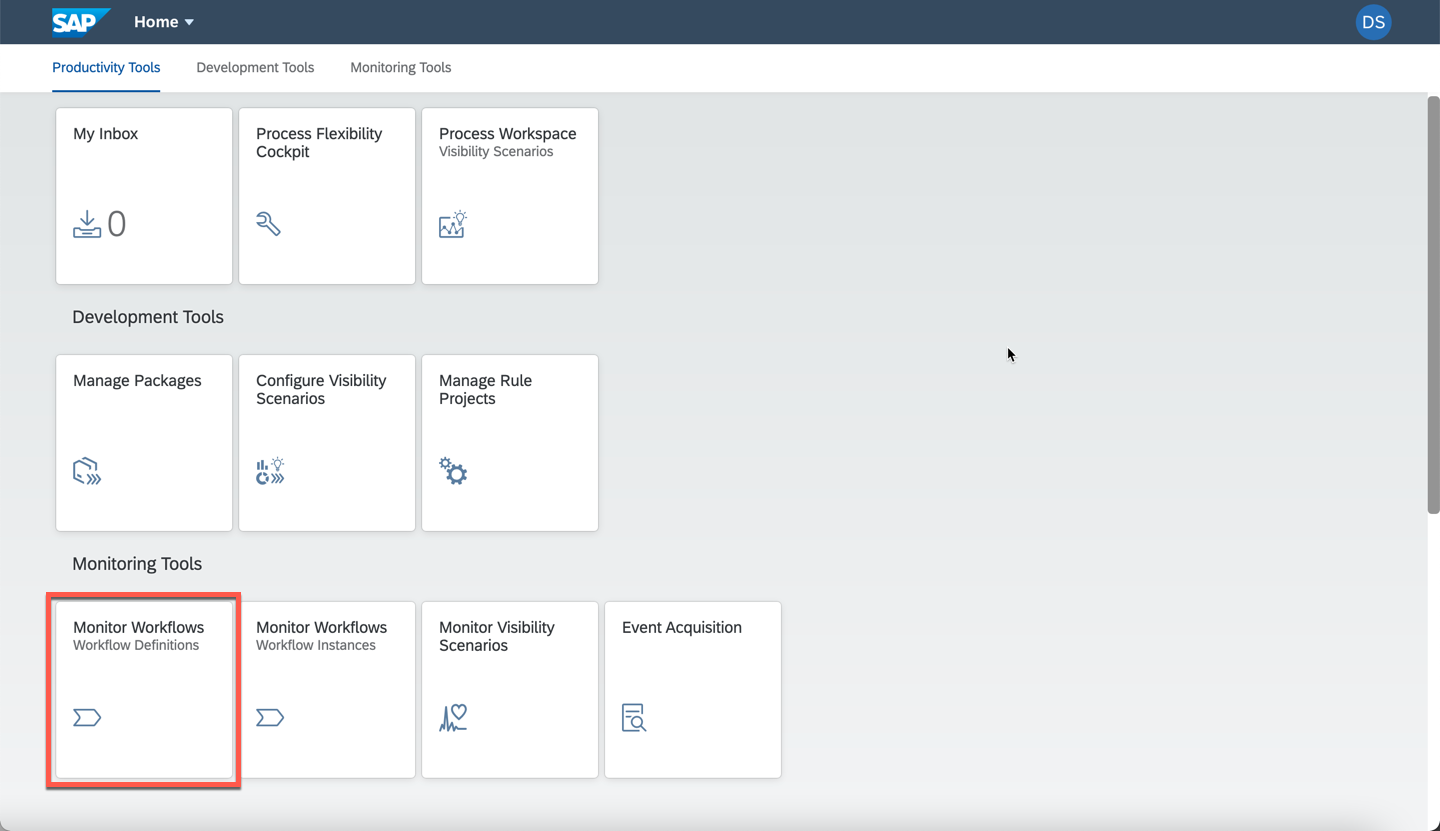 SAP Home DS
Productivity Tools Development Tools Monitoring Tools
My Inbox
0
Process Flexibility
Cockpit
Process Workspace
Visibility Scenarios
Development Tools
Manage Packages
Configure Visibility
Scenarios
Manage Rule
Projects
Monitoring Tools
Monitor Workflows
Workflow Definitions
Monitor Workflows
Workflow Instances
Monitor Visibility
Scenarios
Event Acquisition